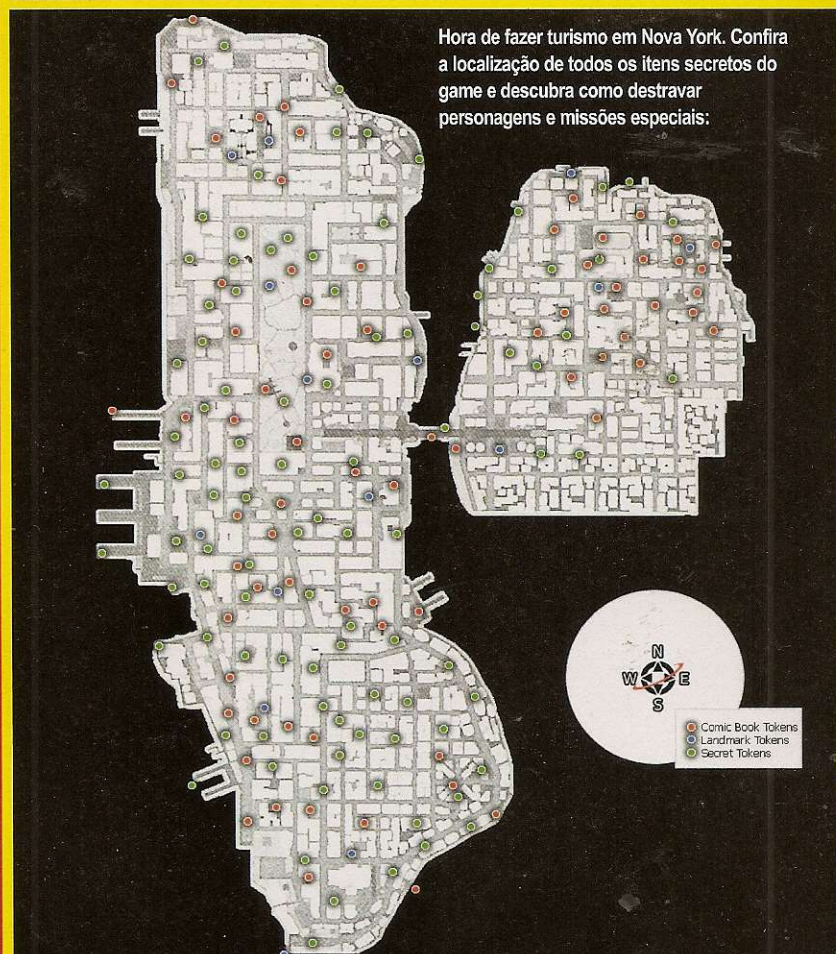 Hora de fazer turismo em Nova York. Confira
a localização de todos os itens secretos do
game e descubra como destravar
personagens e missões especiais:
N
W E
S
Comic Book Tokens
Landmark Tokens
Secret Tokens